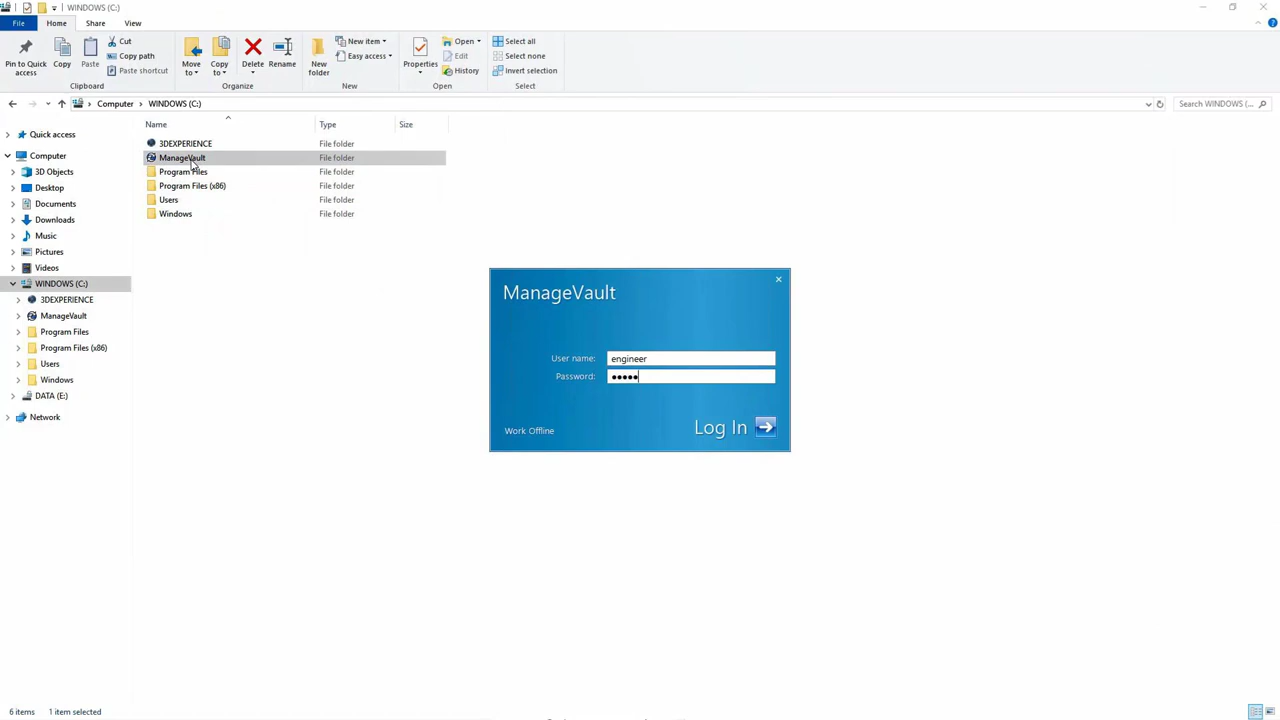 WINDOWS (C:)
File Home Share View
Pin to Quick access
Copy
Paste
Cut
Copy path
Paste shortcut
Clipboard
Move to
Copy to
Delete
Rename
Organize
New folder
New item
Easy access
New
Properties
Open
Edit
History
Open
Select all
Select none
Invert selection
Select
Computer WINDOWS (C:)
Search WINDOWS (C:)...
Name Type Size
3DEXPERIENCE File folder
ManageVault File folder
Program Files File folder
Program Files (x86) File folder
Users File folder
Windows File folder
Quick access
Computer
3D Objects
Desktop
Documents
Downloads
Music
Pictures
Videos
WINDOWS (C:)
3DEXPERIENCE
ManageVault
Program Files
Program Files (x86)
Users
Windows
DATA (E:)
Network
ManageVault
User name: engineer
Password: •••••
Work Offline
Log In
6 items 1 item selected